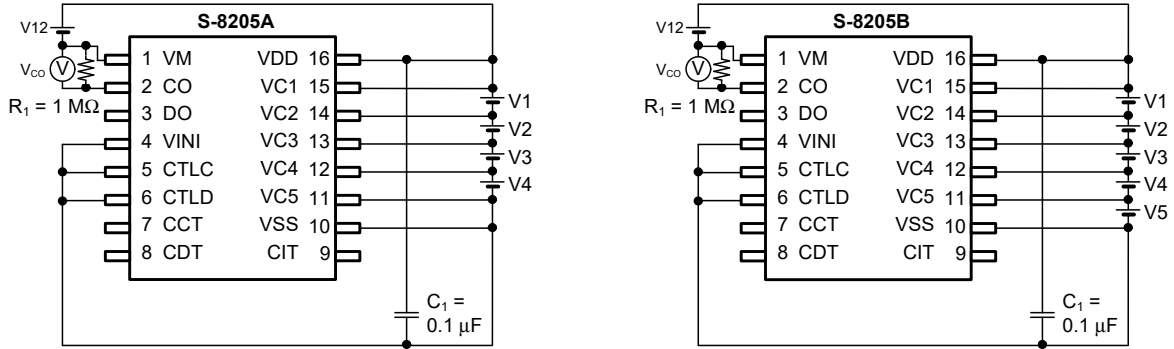 S-8205A
V12
V_CO
V
R₁ = 1 MΩ
1 VM VDD 16
2 CO VC1 15
3 DO VC2 14
4 VINI VC3 13
5 CTLC VC4 12
6 CTLD VC5 11
7 CCT VSS 10
8 CDT CIT 9
V1
V2
V3
V4
C₁ =
0.1 μF
S-8205B
V12
V_CO
V
R₁ = 1 MΩ
1 VM VDD 16
2 CO VC1 15
3 DO VC2 14
4 VINI VC3 13
5 CTLC VC4 12
6 CTLD VC5 11
7 CCT VSS 10
8 CDT CIT 9
V1
V2
V3
V4
V5
C₁ =
0.1 μF